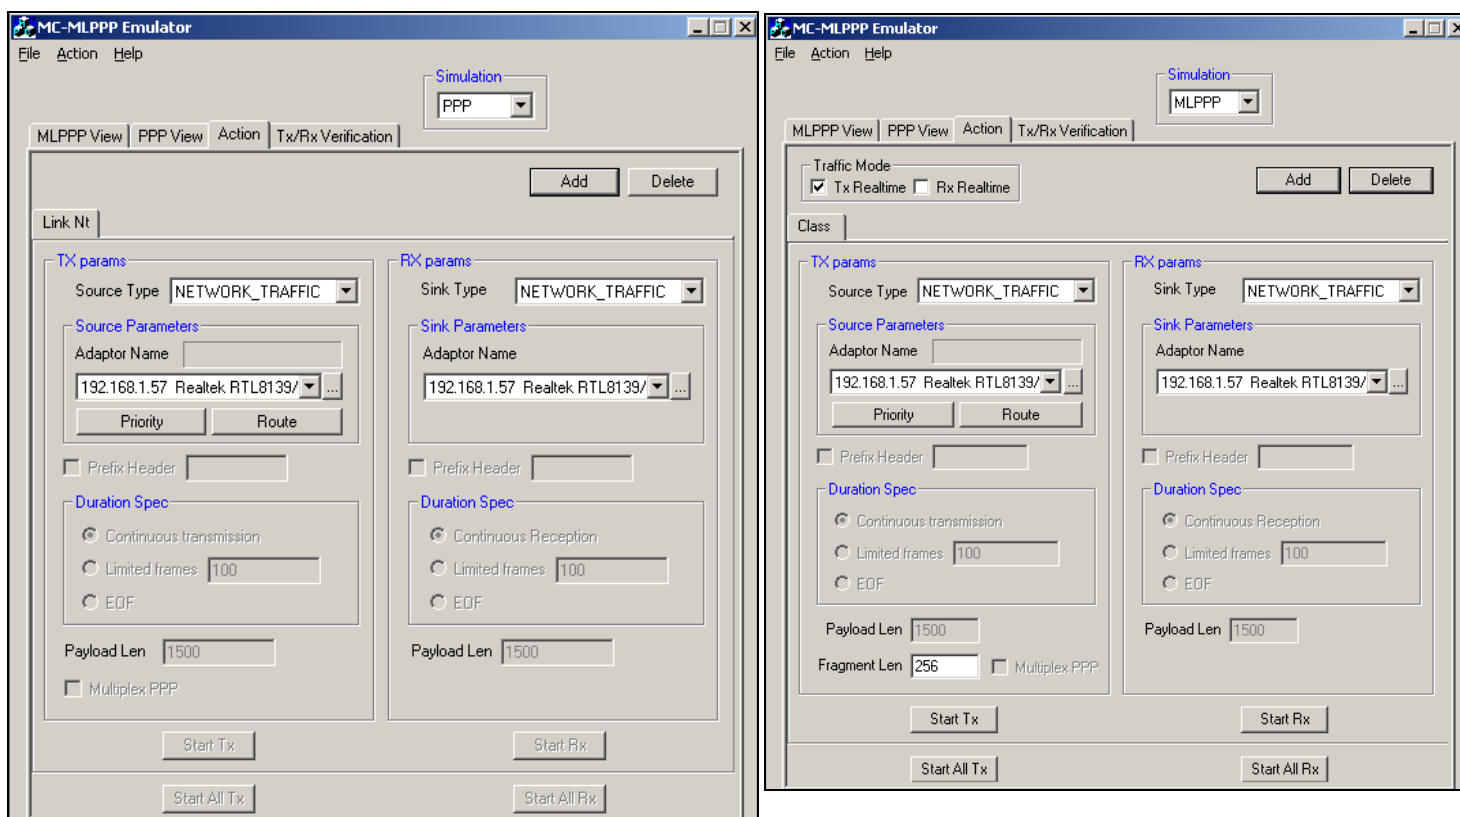 MC-MLPPP Emulator
File Action Help
Simulation
PPP
MLPPP View PPP View Action Tx/Rx Verification
Add Delete
Link Nt
TX params
Source Type NETWORK_TRAFFIC
Source Parameters
Adaptor Name
192.168.1.57 Realtek RTL8139/ ...
Priority Route
Prefix Header
Duration Spec
Continuous transmission
Limited frames 100
EOF
Payload Len 1500
Multiplex PPP
Start Tx
Start All Tx
RX params
Sink Type NETWORK_TRAFFIC
Sink Parameters
Adaptor Name
192.168.1.57 Realtek RTL8139/ ...
Prefix Header
Duration Spec
Continuous Reception
Limited frames 100
EOF
Payload Len 1500
Start Rx
Start All Rx
MC-MLPPP Emulator
File Action Help
Simulation
MLPPP
MLPPP View PPP View Action Tx/Rx Verification
Traffic Mode
Tx Realtime Rx Realtime
Add Delete
Class
TX params
Source Type NETWORK_TRAFFIC
Source Parameters
Adaptor Name
192.168.1.57 Realtek RTL8139/ ...
Priority Route
Prefix Header
Duration Spec
Continuous transmission
Limited frames 100
EOF
Payload Len 1500
Fragment Len 256 Multiplex PPP
Start Tx
Start All Tx
RX params
Sink Type NETWORK_TRAFFIC
Sink Parameters
Adaptor Name
192.168.1.57 Realtek RTL8139/ ...
Prefix Header
Duration Spec
Continuous Reception
Limited frames 100
EOF
Payload Len 1500
Start Rx
Start All Rx